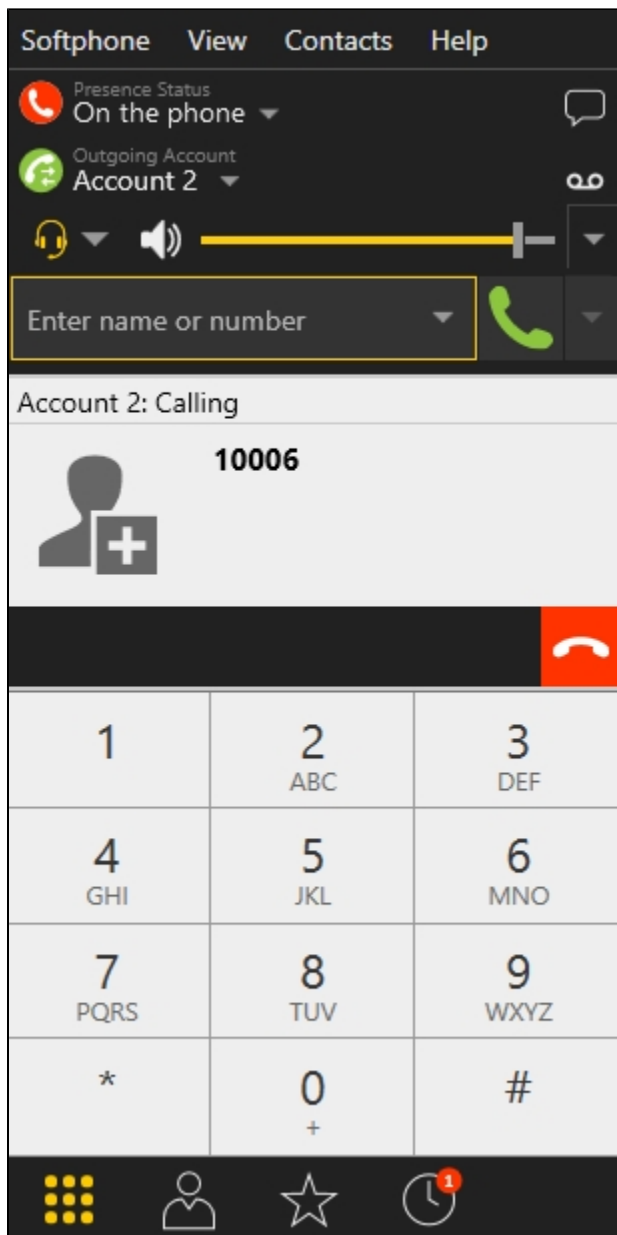 Softphone View Contacts Help
Presence Status
On the phone
Outgoing Account
Account 2
Enter name or number
Account 2: Calling
10006
1 2 3
ABC DEF
4 5 6
GHI JKL MNO
7 8 9
PQRS TUV WXYZ
* 0 #
+
1